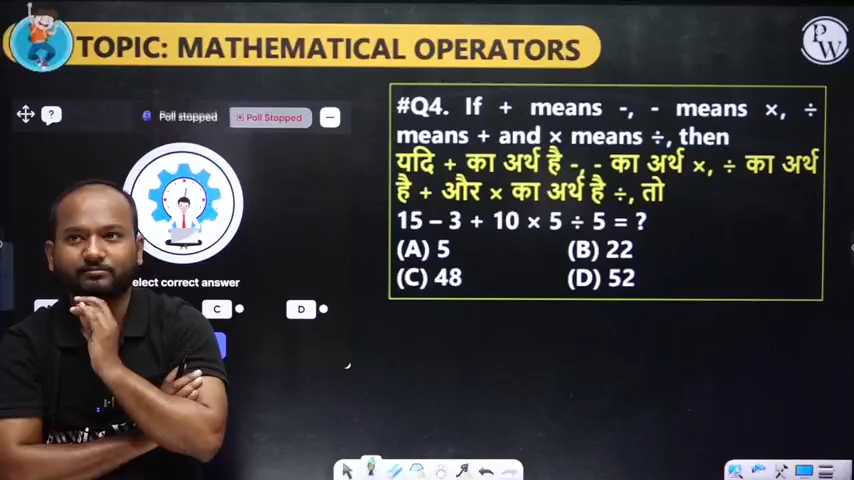 TOPIC: MATHEMATICAL OPERATORS
PW
Poll stopped
Poll Stopped
#Q4. If + means -, - means ×, ÷
means + and × means ÷, then
यदि + का अर्थ है -, - का अर्थ ×, ÷ का अर्थ
है + और × का अर्थ है ÷, तो
15 – 3 + 10 × 5 ÷ 5 = ?
(A) 5
(B) 22
(C) 48
(D) 52
elect correct answer
C
D